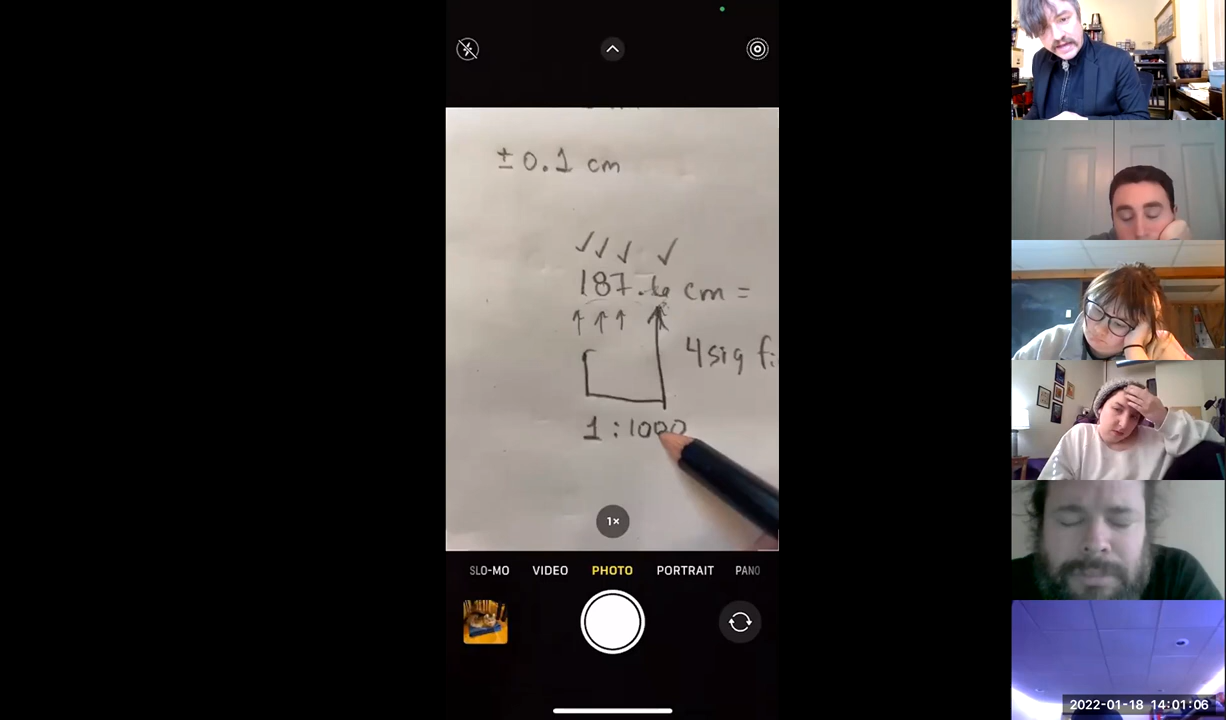 ±0.1 cm
✓✓✓ ✓
187.6 cm =
↑↑↑ ↑
4 sig fi
1 : 1000
1×
SLO-MO VIDEO PHOTO PORTRAIT PANO
2022-01-18 14:01:06